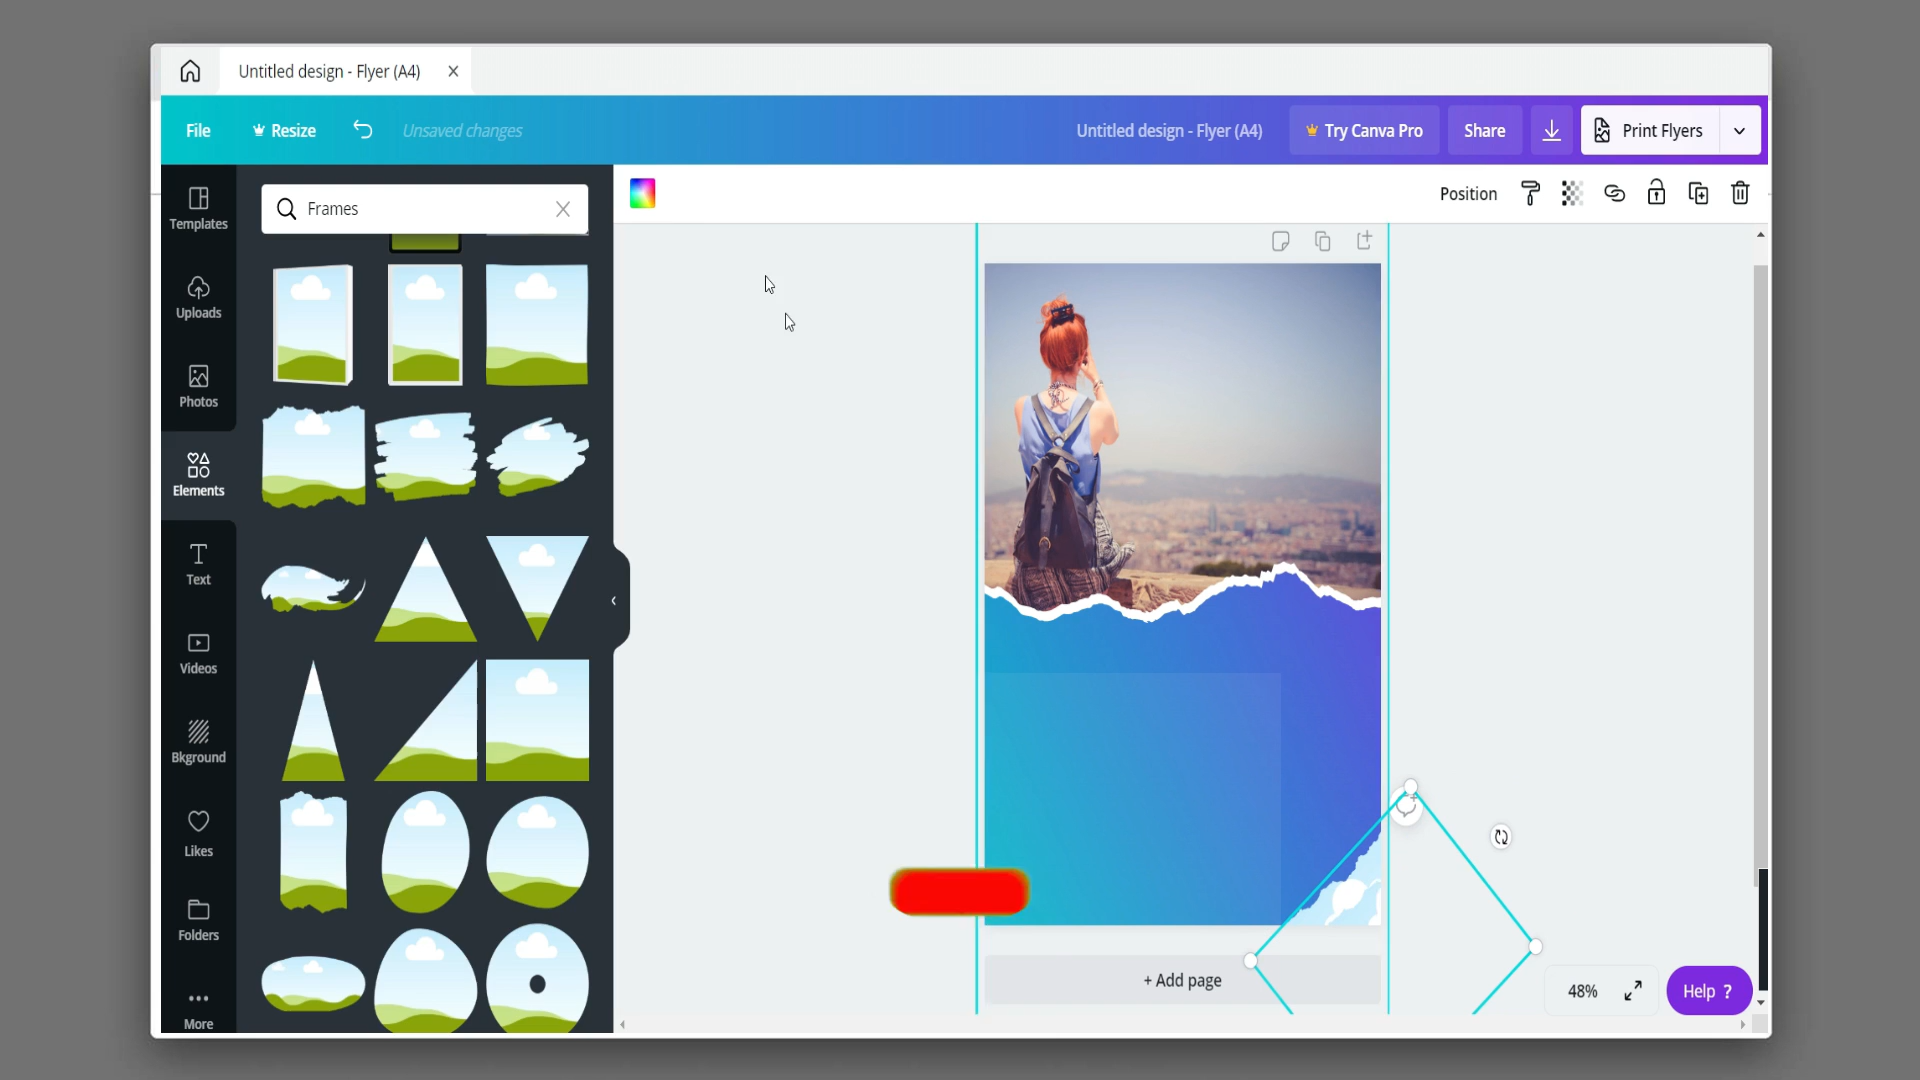 Untitled design - Flyer (A4)
File
Resize
Unsaved changes
Untitled design - Flyer (A4)
Try Canva Pro
Share
Print Flyers
Templates
Frames
Position
Uploads
Photos
Elements
Text
Videos
Bkground
Likes
Folders
More
+ Add page
48%
Help ?